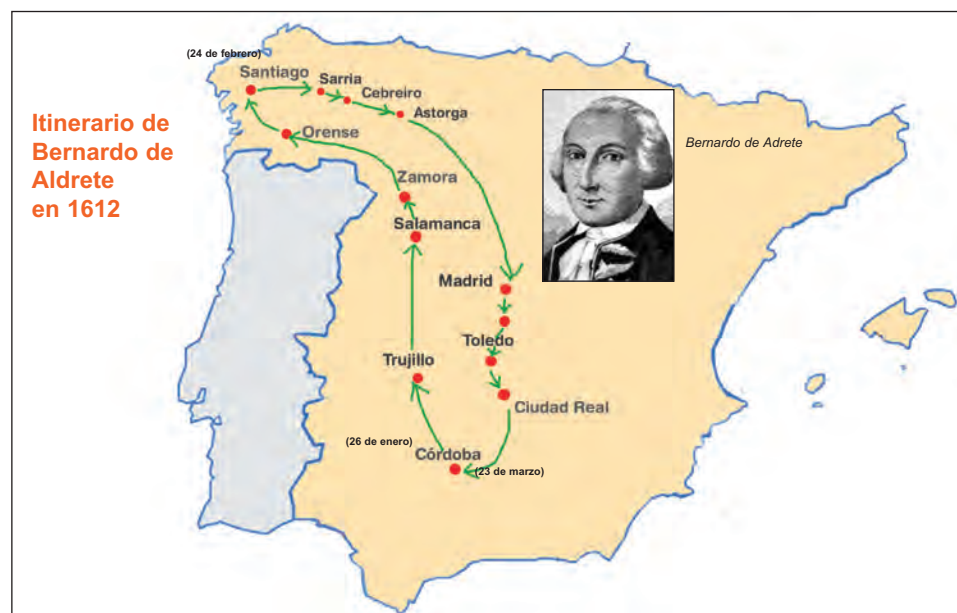 Itinerario de
Bernardo de
Aldrete
en 1612
(24 de febrero)
Santiago
Sarria
Cebreiro
Astorga
Orense
Zamora
Salamanca
Bernardo de Adrete
Madrid
Toledo
Trujillo
Ciudad Real
(26 de enero)
Córdoba
(23 de marzo)